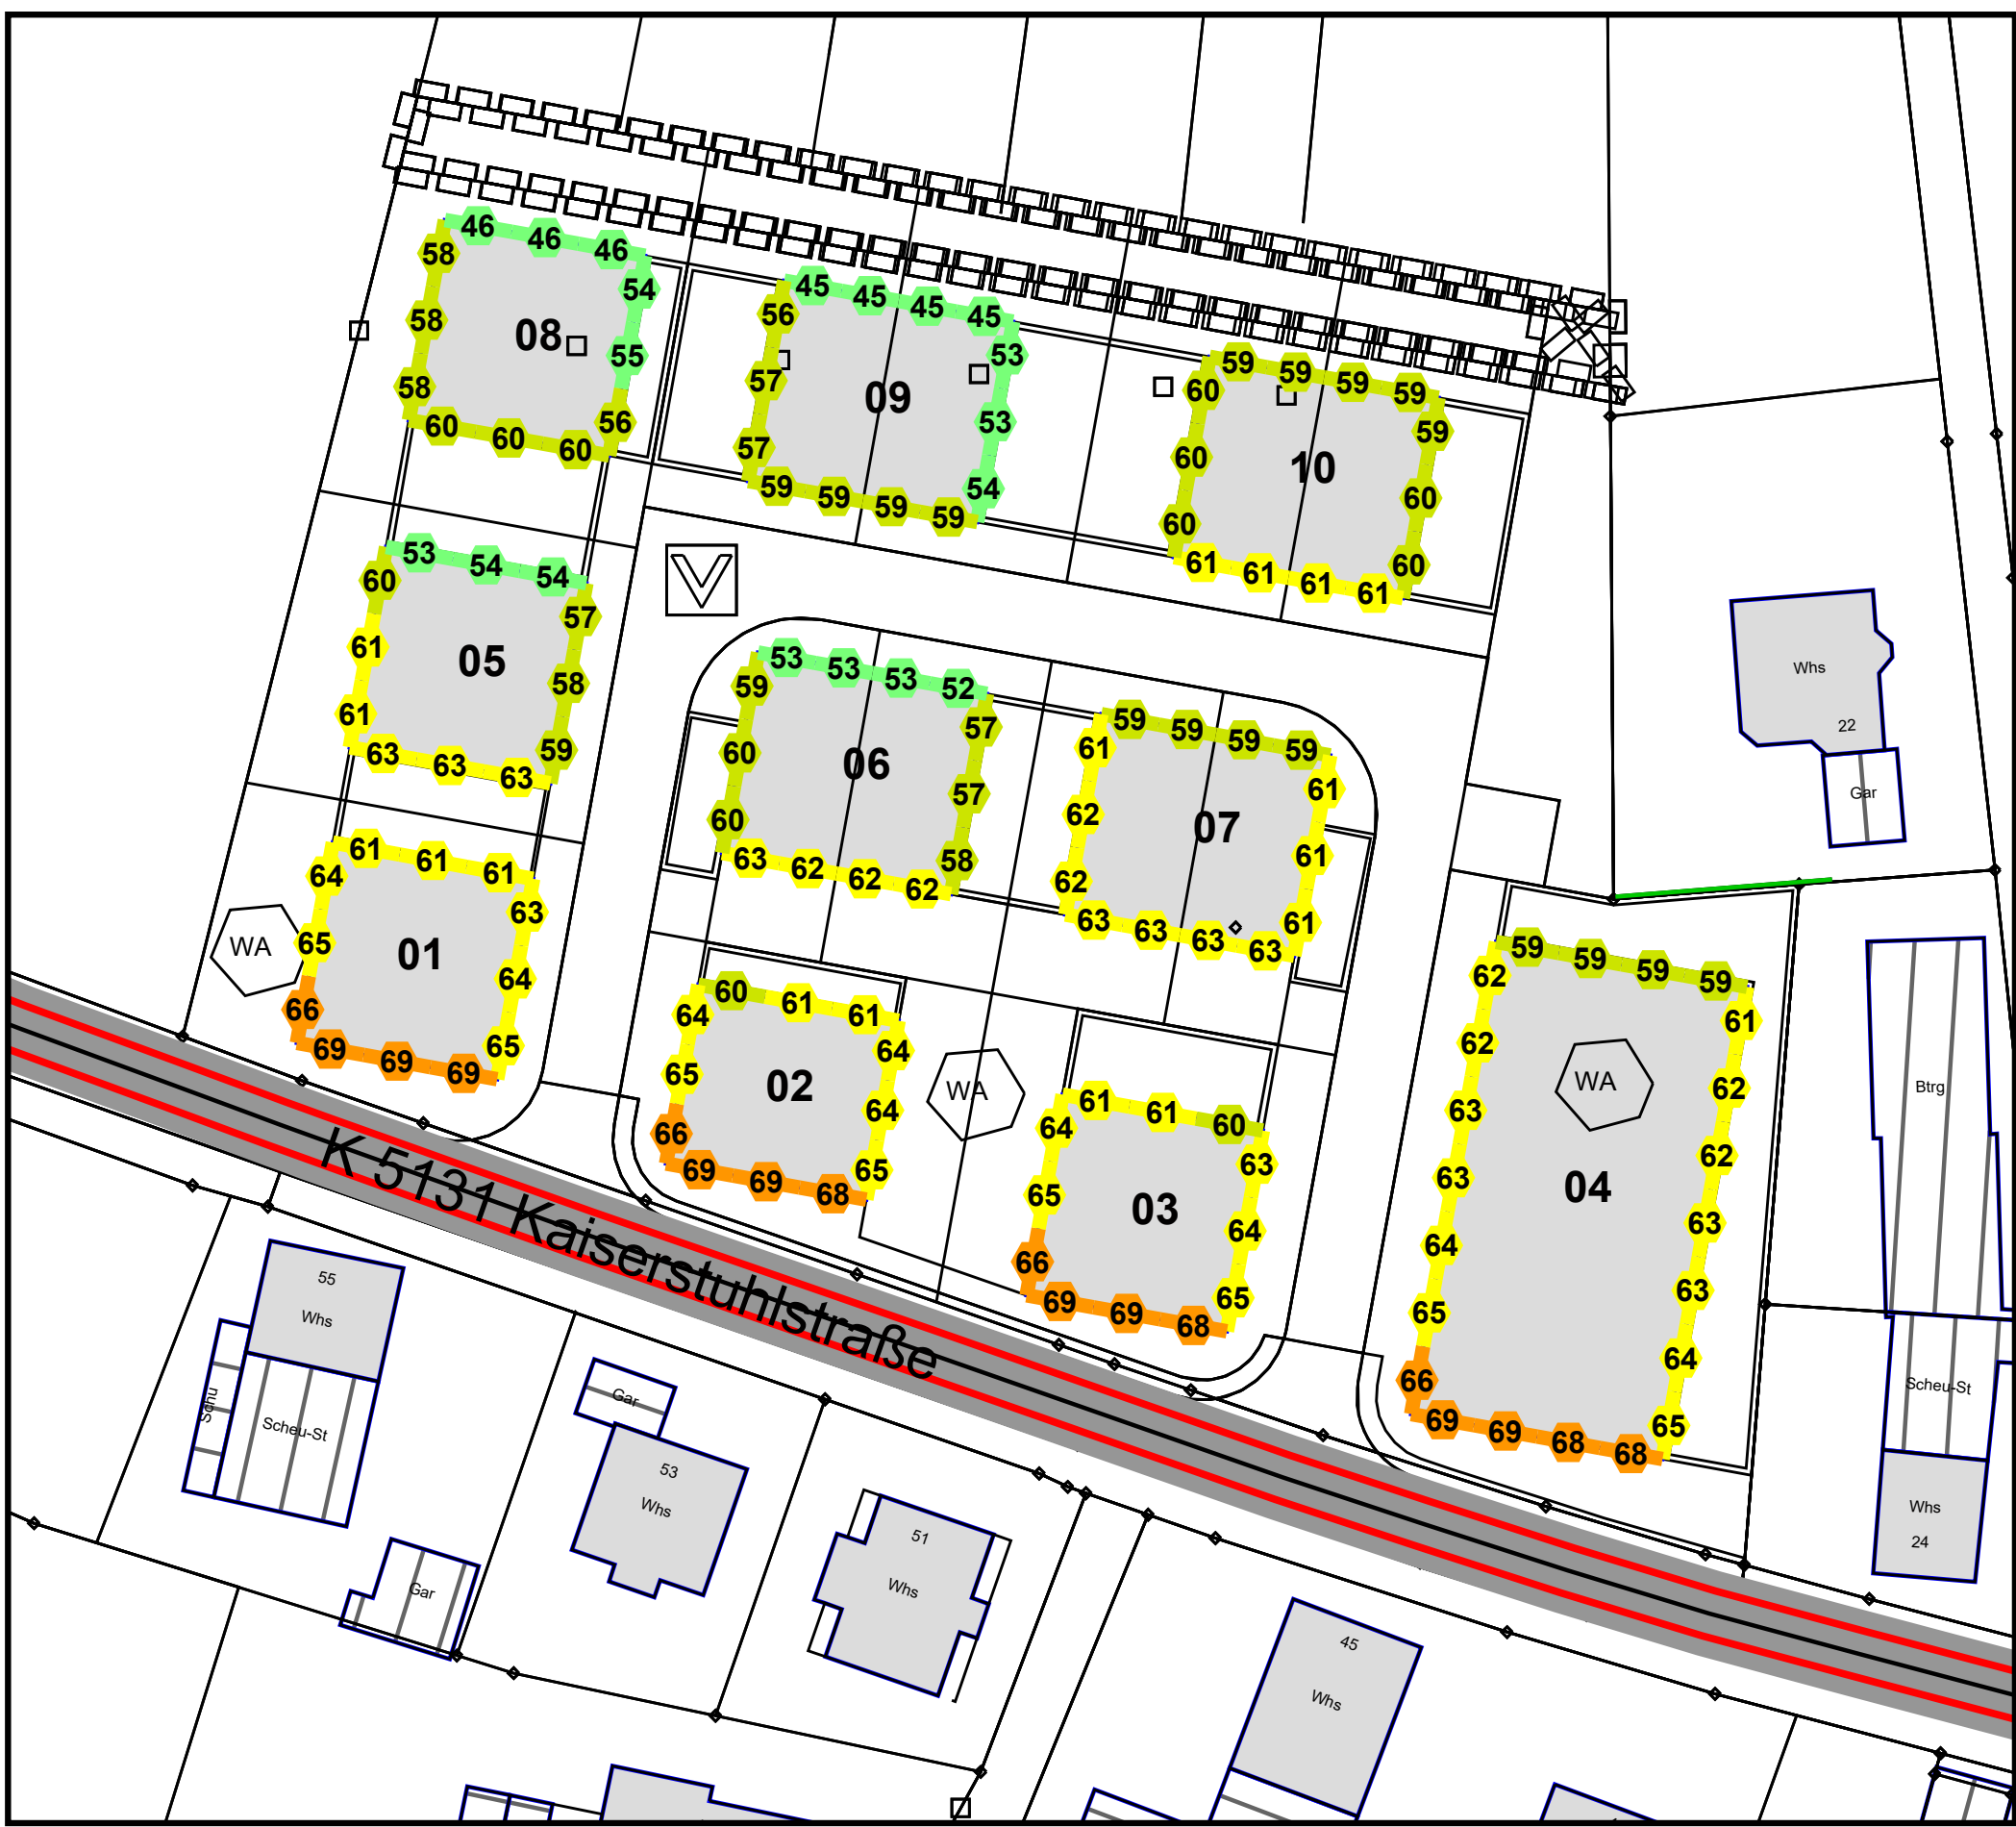 46 46 46
58 54
58 08 55
58 56
60 60 60
45 45 45 45
56 53
57 09 53
57 54
59 59 59 59
59 59 59 59
60 59
60 10 60
60 60
61 61 61 61
53 54 54
60 57
61 05 58
61 59
63 63 63
53 53 53 52
59 57
60 06 57
60 58
63 62 62 62
59 59 59 59
61 61
62 07 61
62 61
63 63 63 63
Whs
22
Gar
61 61 61
64 63
WA 65 01 64
66 65
69 69 69
60 61 61
64 64
65 02 64
66 65
69 69 68
WA
61 61 60
64 63
65 03 64
66 65
69 69 68
59 59 59 59
62 61
62 WA 62
63 62
63 04 63
64 63
65 64
66 65
69 69 68 68
Btrg
Scheu-St
Whs
24
K 5131 Kaiserstuhlstraße
55
Whs
Schu
Scheu-St
Gar
Gar
53
Whs
51
Whs
45
Whs